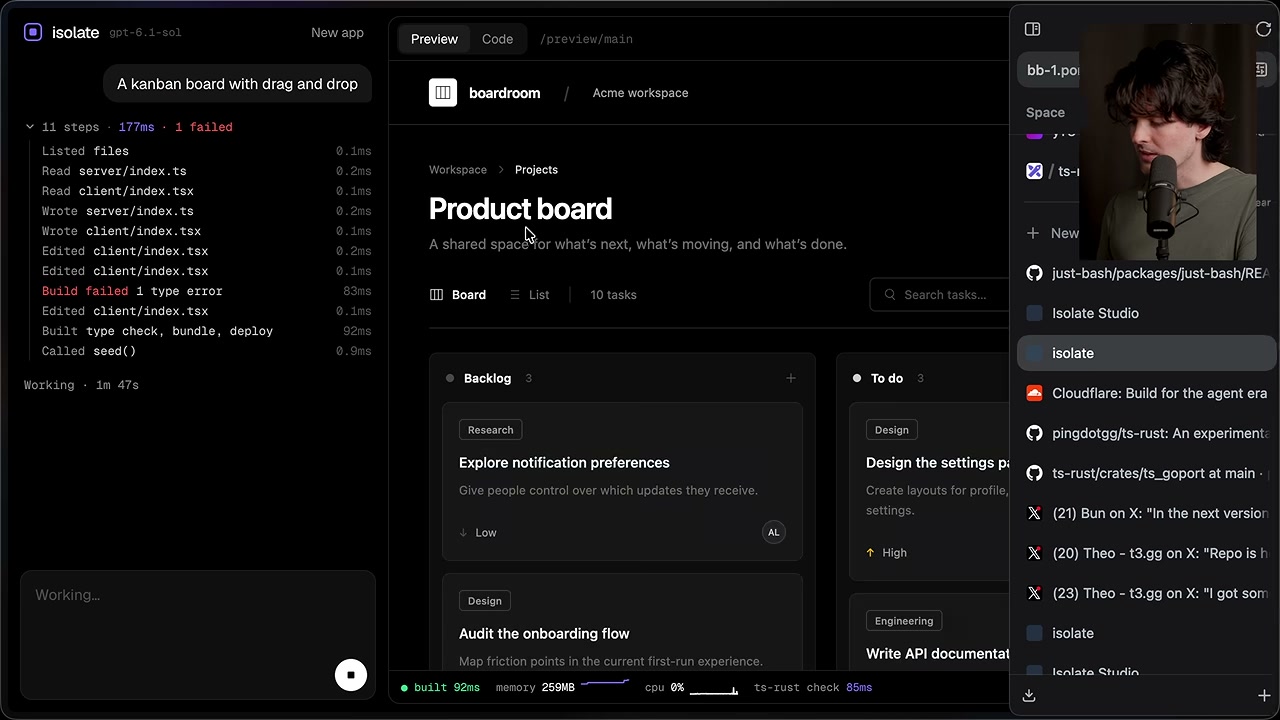 isolate gpt-6.1-sol New app
A kanban board with drag and drop
11 steps · 177ms · 1 failed
Listed files 0.1ms
Read server/index.ts 0.2ms
Read client/index.tsx 0.1ms
Wrote server/index.ts 0.2ms
Wrote client/index.tsx 0.1ms
Edited client/index.tsx 0.2ms
Edited client/index.tsx 0.1ms
Build failed 1 type error 83ms
Edited client/index.tsx 0.1ms
Built type check, bundle, deploy 92ms
Called seed() 0.9ms
Working · 1m 47s
Working...
Preview Code /preview/main
boardroom / Acme workspace
Workspace > Projects
Product board
A shared space for what's next, what's moving, and what's done.
Board List 10 tasks
Search tasks...
Backlog 3 +
Research
Explore notification preferences
Give people control over which updates they receive.
Low AL
Design
Audit the onboarding flow
Map friction points in the current first-run experience.
To do 3
Design
Design the settings
Create layouts for profile,
settings.
High
Engineering
Write API
built 92ms memory 259MB cpu 0% ts-rust check 85ms
Space
+ New
just-bash/packages/just-bash/REA
Isolate Studio
isolate
Cloudflare: Build for the agent era
pingdotgg/ts-rust: An experimenta
ts-rust/crates/ts_goport at main ·
(21) Bun on X: "In the next version
(20) Theo - t3.gg on X: "Repo is h
(23) Theo - t3.gg on X: "I got som
isolate
Isolate Studio